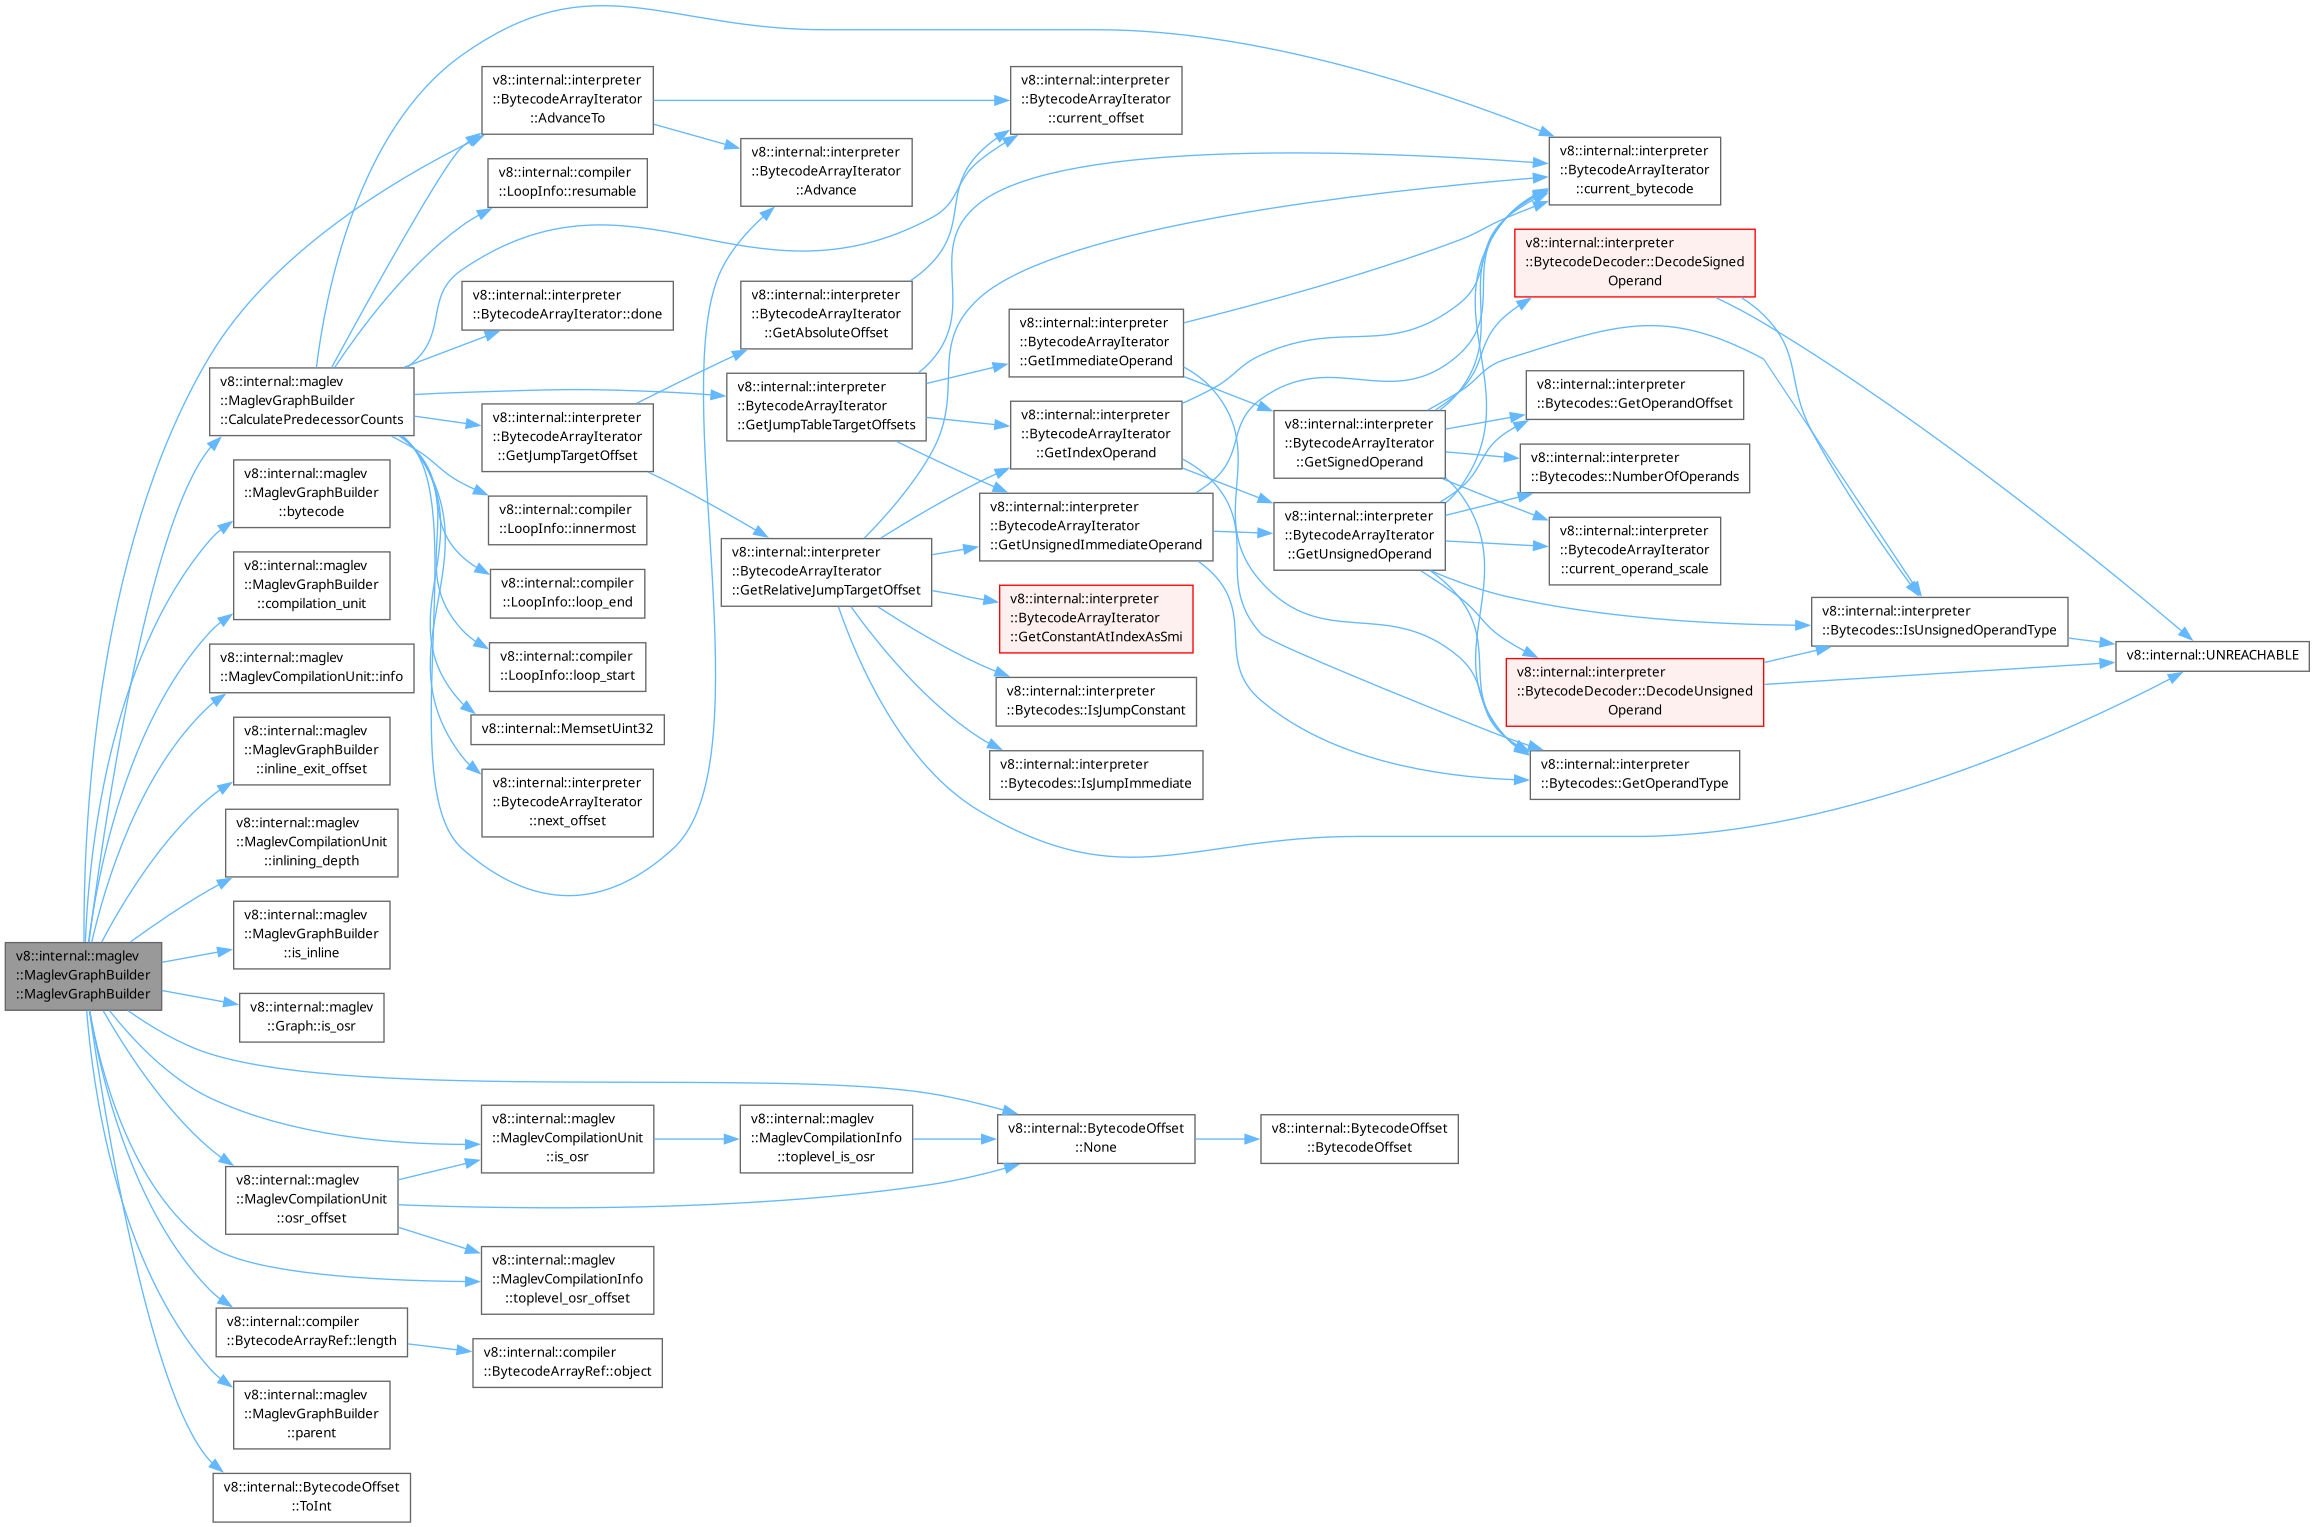 v8::internal::maglev
::MaglevGraphBuilder
::MaglevGraphBuilder
v8::internal::maglev
::MaglevGraphBuilder
::CalculatePredecessorCounts
v8::internal::maglev
::MaglevGraphBuilder
::bytecode
v8::internal::maglev
::MaglevGraphBuilder
::compilation_unit
v8::internal::maglev
::MaglevCompilationUnit::info
v8::internal::maglev
::MaglevGraphBuilder
::inline_exit_offset
v8::internal::maglev
::MaglevCompilationUnit
::inlining_depth
v8::internal::maglev
::MaglevGraphBuilder
::is_inline
v8::internal::maglev
::Graph::is_osr
v8::internal::maglev
::MaglevCompilationUnit
::osr_offset
v8::internal::compiler
::BytecodeArrayRef::length
v8::internal::maglev
::MaglevGraphBuilder
::parent
v8::internal::BytecodeOffset
::ToInt
v8::internal::interpreter
::BytecodeArrayIterator
::AdvanceTo
v8::internal::compiler
::LoopInfo::resumable
v8::internal::interpreter
::BytecodeArrayIterator::done
v8::internal::interpreter
::BytecodeArrayIterator
::GetJumpTargetOffset
v8::internal::compiler
::LoopInfo::innermost
v8::internal::compiler
::LoopInfo::loop_end
v8::internal::compiler
::LoopInfo::loop_start
v8::internal::MemsetUint32
v8::internal::interpreter
::BytecodeArrayIterator
::next_offset
v8::internal::maglev
::MaglevCompilationUnit
::is_osr
v8::internal::maglev
::MaglevCompilationInfo
::toplevel_osr_offset
v8::internal::compiler
::BytecodeArrayRef::object
v8::internal::interpreter
::BytecodeArrayIterator
::Advance
v8::internal::interpreter
::BytecodeArrayIterator
::GetAbsoluteOffset
v8::internal::interpreter
::BytecodeArrayIterator
::GetJumpTableTargetOffsets
v8::internal::interpreter
::BytecodeArrayIterator
::GetRelativeJumpTargetOffset
v8::internal::maglev
::MaglevCompilationInfo
::toplevel_is_osr
v8::internal::interpreter
::BytecodeArrayIterator
::current_offset
v8::internal::interpreter
::BytecodeArrayIterator
::GetImmediateOperand
v8::internal::interpreter
::BytecodeArrayIterator
::GetIndexOperand
v8::internal::interpreter
::BytecodeArrayIterator
::GetUnsignedImmediateOperand
v8::internal::interpreter
::BytecodeArrayIterator
::GetConstantAtIndexAsSmi
v8::internal::interpreter
::Bytecodes::IsJumpConstant
v8::internal::interpreter
::Bytecodes::IsJumpImmediate
v8::internal::BytecodeOffset
::None
v8::internal::interpreter
::BytecodeArrayIterator
::GetSignedOperand
v8::internal::interpreter
::BytecodeArrayIterator
::GetUnsignedOperand
v8::internal::BytecodeOffset
::BytecodeOffset
v8::internal::interpreter
::BytecodeArrayIterator
::current_bytecode
v8::internal::interpreter
::BytecodeDecoder::DecodeSigned
Operand
v8::internal::interpreter
::Bytecodes::GetOperandOffset
v8::internal::interpreter
::Bytecodes::NumberOfOperands
v8::internal::interpreter
::BytecodeArrayIterator
::current_operand_scale
v8::internal::interpreter
::BytecodeDecoder::DecodeUnsigned
Operand
v8::internal::interpreter
::Bytecodes::GetOperandType
v8::internal::interpreter
::Bytecodes::IsUnsignedOperandType
v8::internal::UNREACHABLE